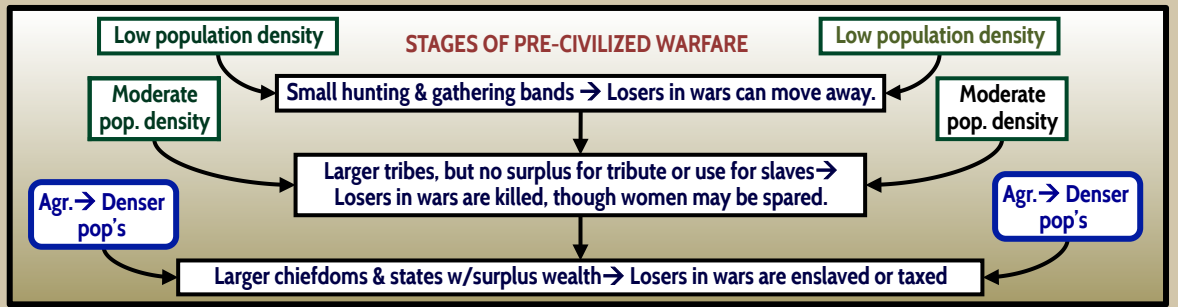 Low population density
STAGES OF PRE-CIVILIZED WARFARE
Low population density
Small hunting & gathering bands → Losers in wars can move away.
Moderate
pop. density
Moderate
pop. density
Larger tribes, but no surplus for tribute or use for slaves→
Losers in wars are killed, though women may be spared.
Agr.→ Denser
pop's
Agr.→ Denser
pop's
Larger chiefdoms & states w/surplus wealth→ Losers in wars are enslaved or taxed